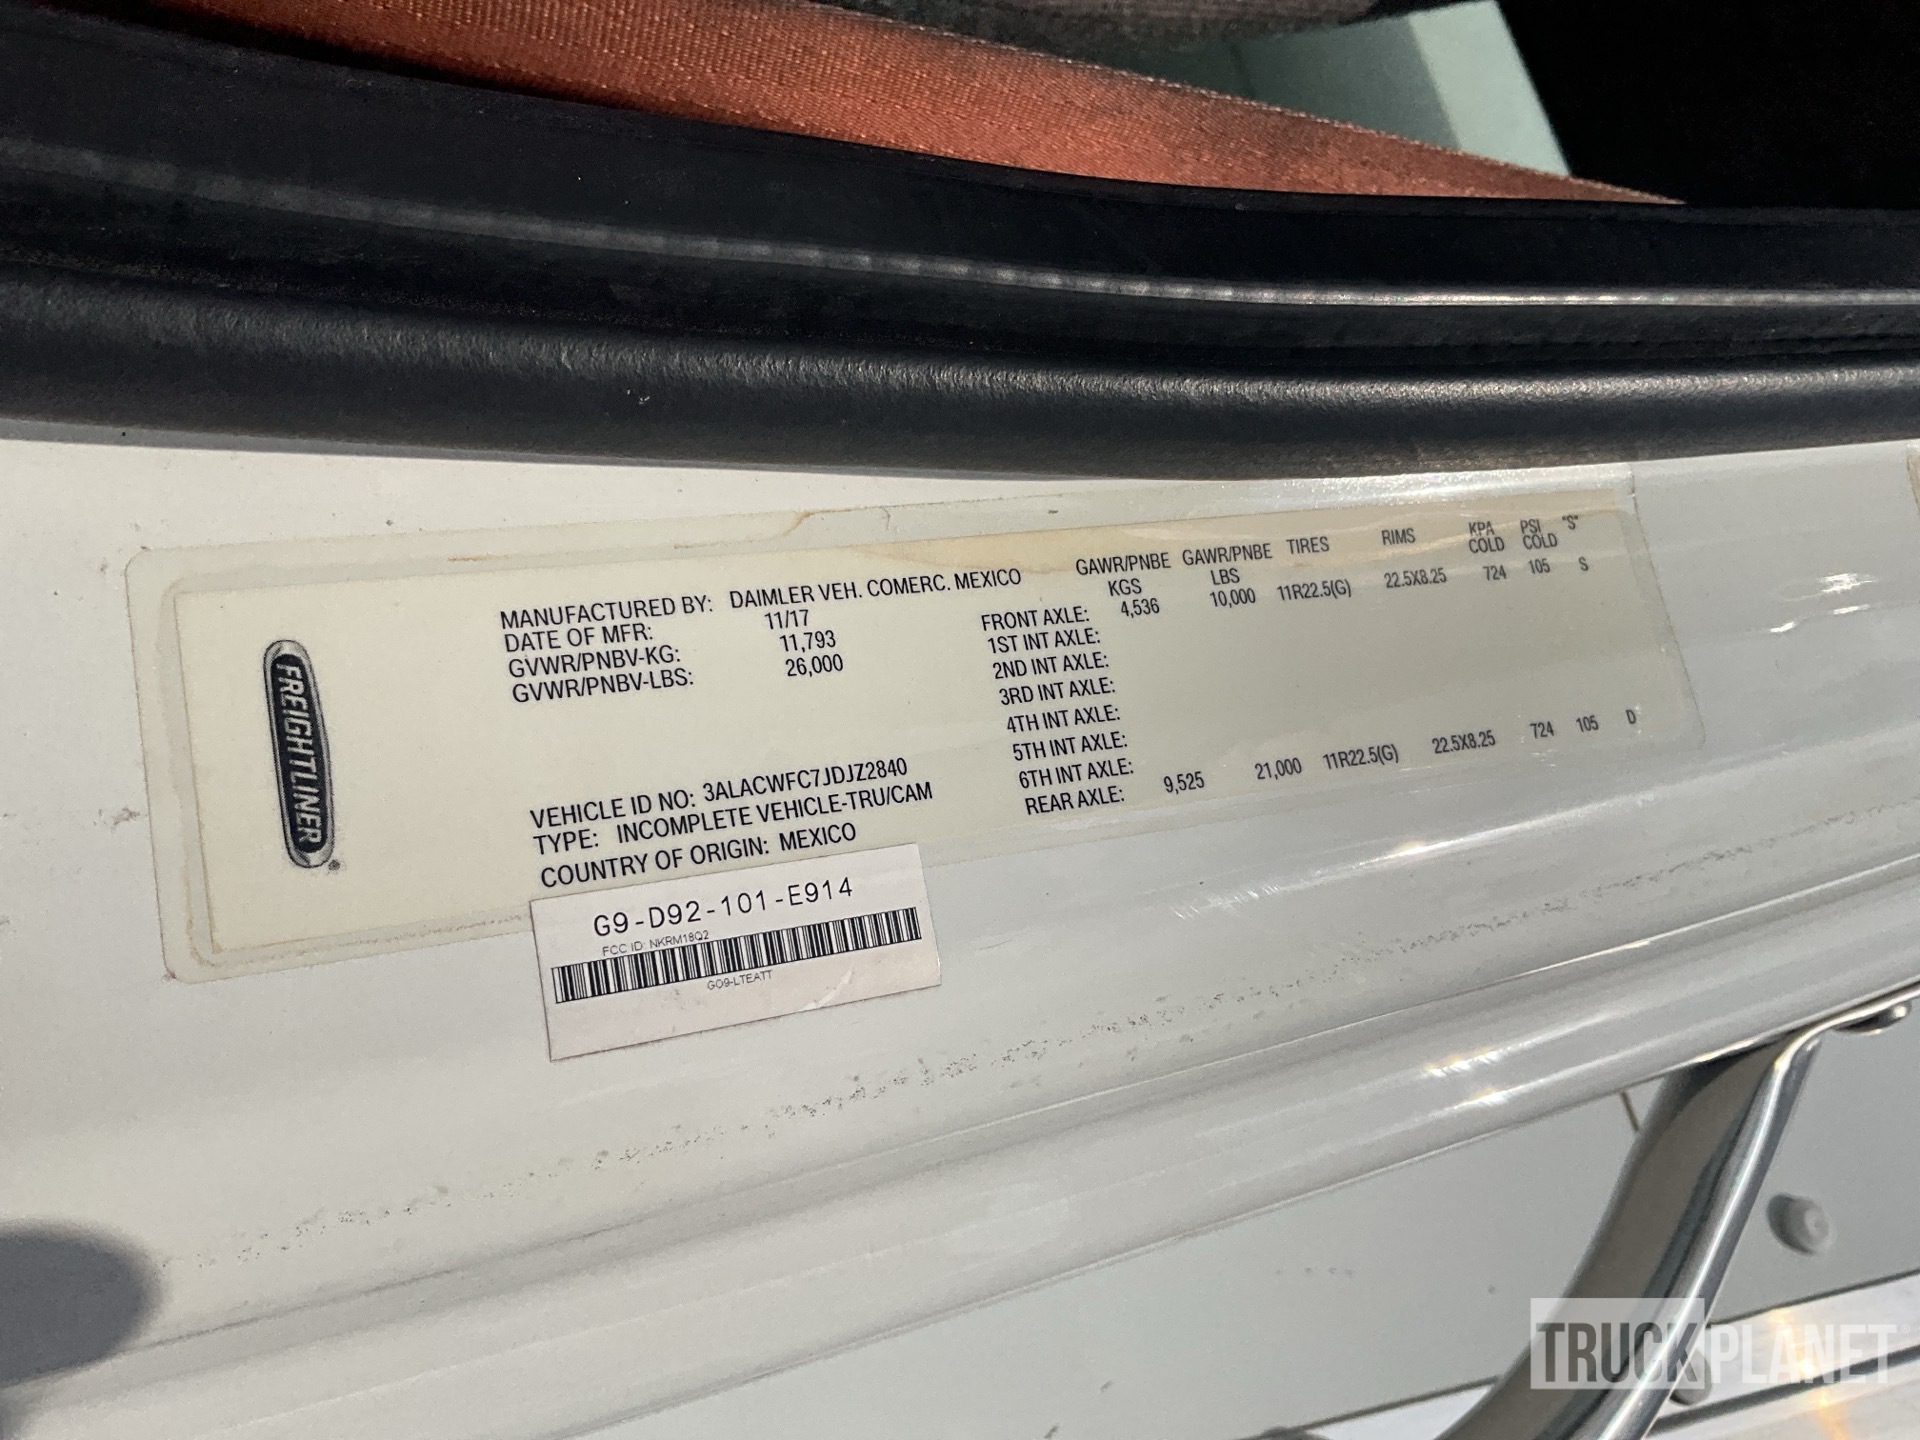 FREIGHTLINER
MANUFACTURED BY: DAIMLER VEH. COMERC. MEXICO
DATE OF MFR: 11/17
GVWR/PNBV-KG: 11,793
GVWR/PNBV-LBS: 26,000
VEHICLE ID NO: 3ALACWFC7JDJZ2840
TYPE: INCOMPLETE VEHICLE-TRU/CAM
COUNTRY OF ORIGIN: MEXICO
GAWR/PNBE KGS GAWR/PNBE LBS TIRES RIMS KPA COLD PSI COLD "S"
FRONT AXLE: 4,536 10,000 11R22.5(G) 22.5X8.25 724 105 S
1ST INT AXLE:
2ND INT AXLE:
3RD INT AXLE:
4TH INT AXLE:
5TH INT AXLE:
6TH INT AXLE:
REAR AXLE: 9,525 21,000 11R22.5(G) 22.5X8.25 724 105 D
G9-D92-101-E914
FCC ID: NKRM18Q2
GO9-LTEATT
TRUCKPLANET